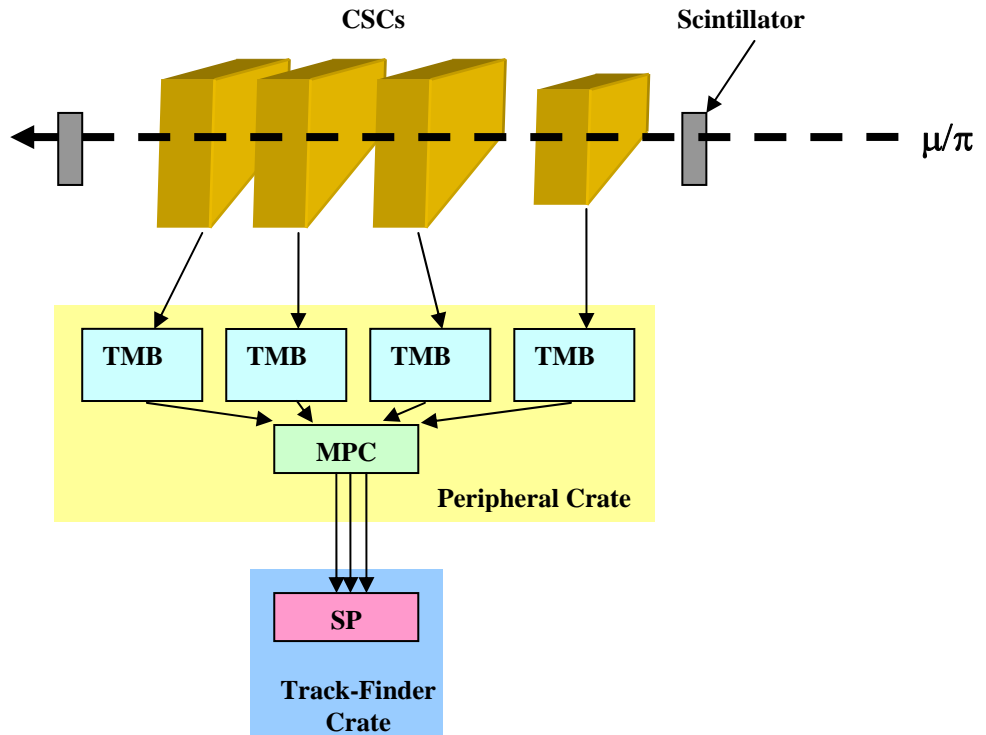 CSCs
Scintillator
μ/π
TMB
TMB
TMB
TMB
MPC
Peripheral Crate
SP
Track-Finder
Crate